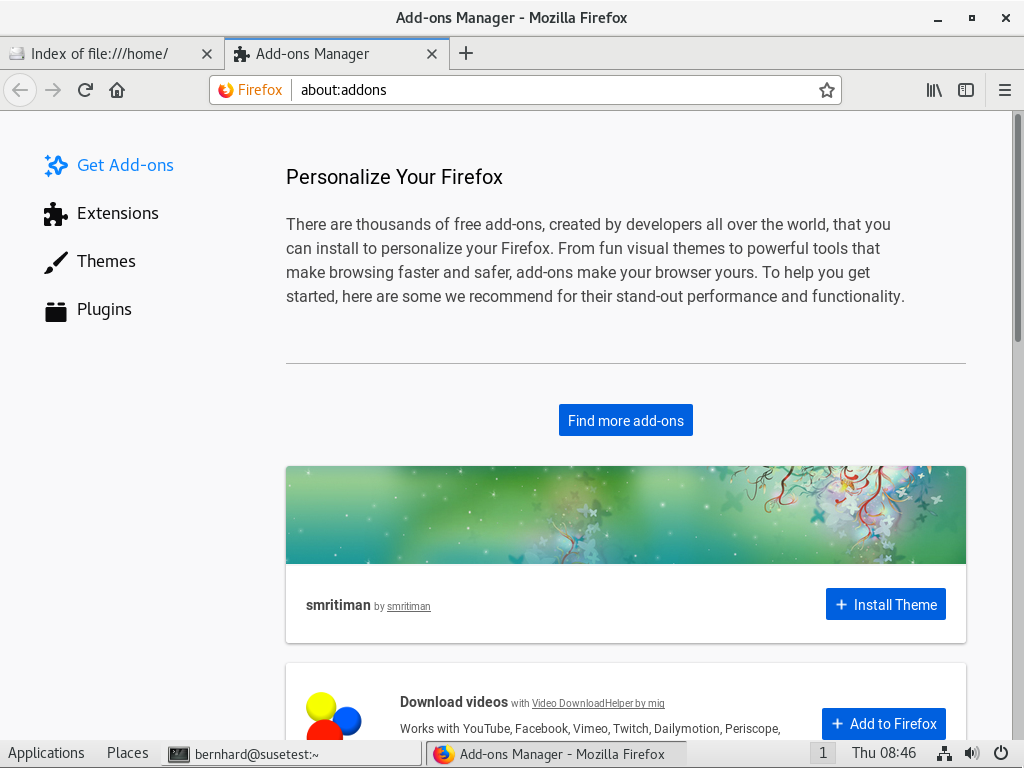 Add-ons Manager - Mozilla Firefox
Index of file:///home/
Add-ons Manager
Firefox
about:addons
Get Add-ons
Extensions
Themes
Plugins
Personalize Your Firefox
There are thousands of free add-ons, created by developers all over the world, that you
can install to personalize your Firefox. From fun visual themes to powerful tools that
make browsing faster and safer, add-ons make your browser yours. To help you get
started, here are some we recommend for their stand-out performance and functionality.
Find more add-ons
smritiman by smritiman
+ Install Theme
Download videos with Video DownloadHelper by mig
Works with YouTube, Facebook, Vimeo, Twitch, Dailymotion, Periscope,
+ Add to Firefox
Applications Places bernhard@susetest:~ Add-ons Manager - Mozilla Firefox 1 Thu 08:46